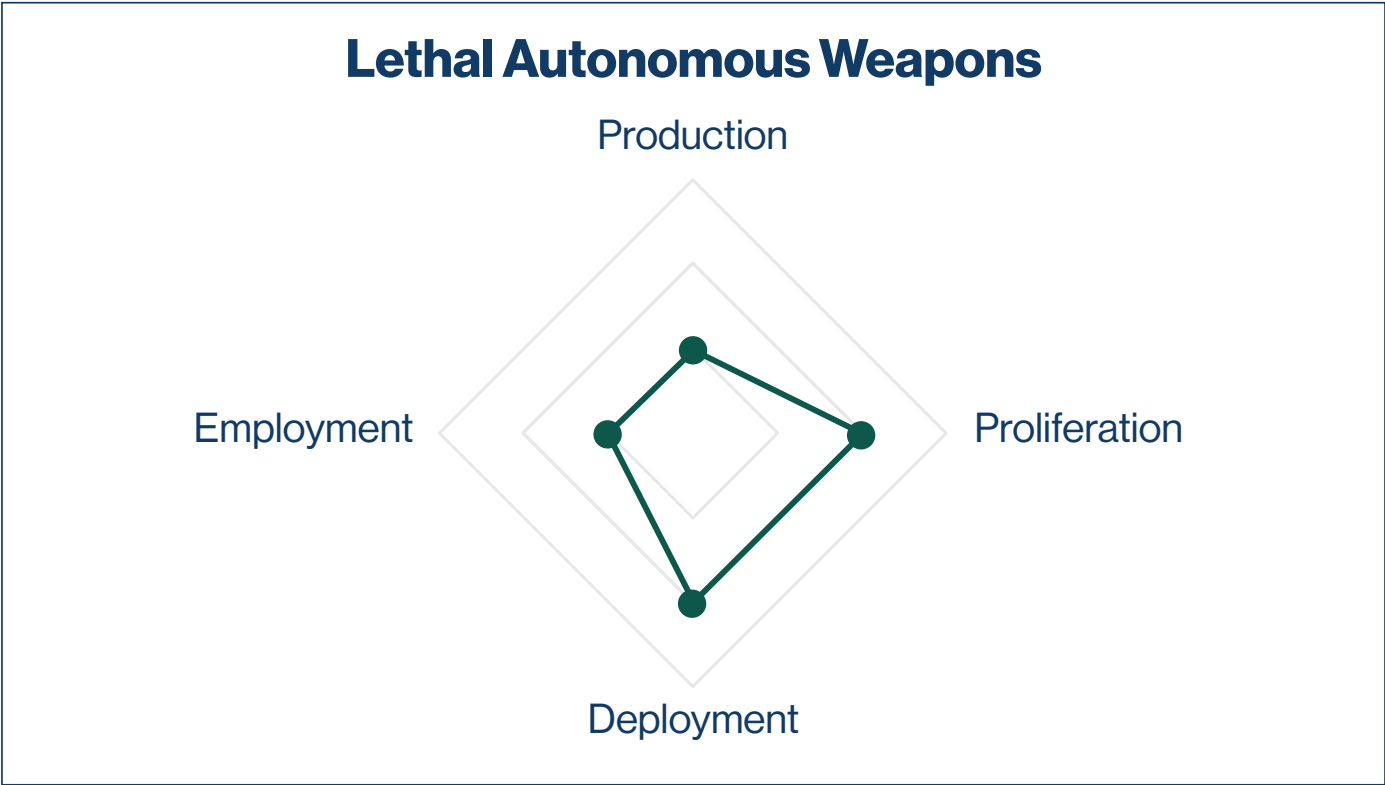 Lethal Autonomous Weapons
Production
Employment
Proliferation
Deployment